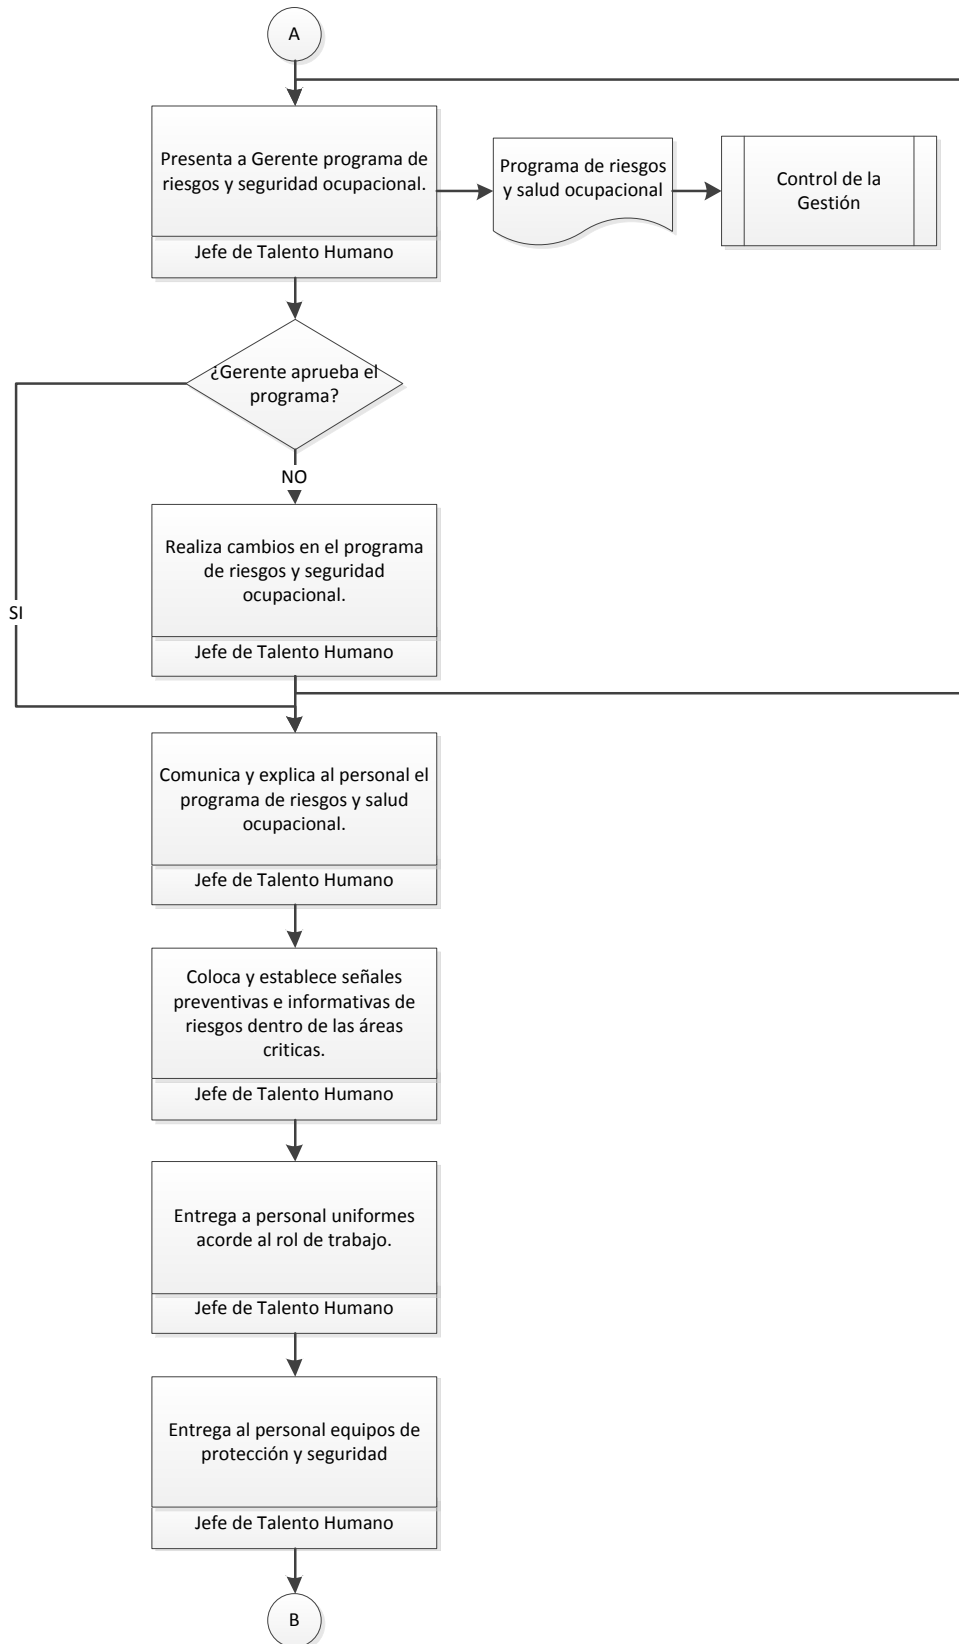 A
Presenta a Gerente programa de
riesgos y seguridad ocupacional.
Jefe de Talento Humano
Programa de riesgos
y salud ocupacional
Control de la
Gestión
¿Gerente aprueba el
programa?
NO
SI
Realiza cambios en el programa
de riesgos y seguridad
ocupacional.
Jefe de Talento Humano
Comunica y explica al personal el
programa de riesgos y salud
ocupacional.
Jefe de Talento Humano
Coloca y establece señales
preventivas e informativas de
riesgos dentro de las áreas
criticas.
Jefe de Talento Humano
Entrega a personal uniformes
acorde al rol de trabajo.
Jefe de Talento Humano
Entrega al personal equipos de
protección y seguridad
Jefe de Talento Humano
B